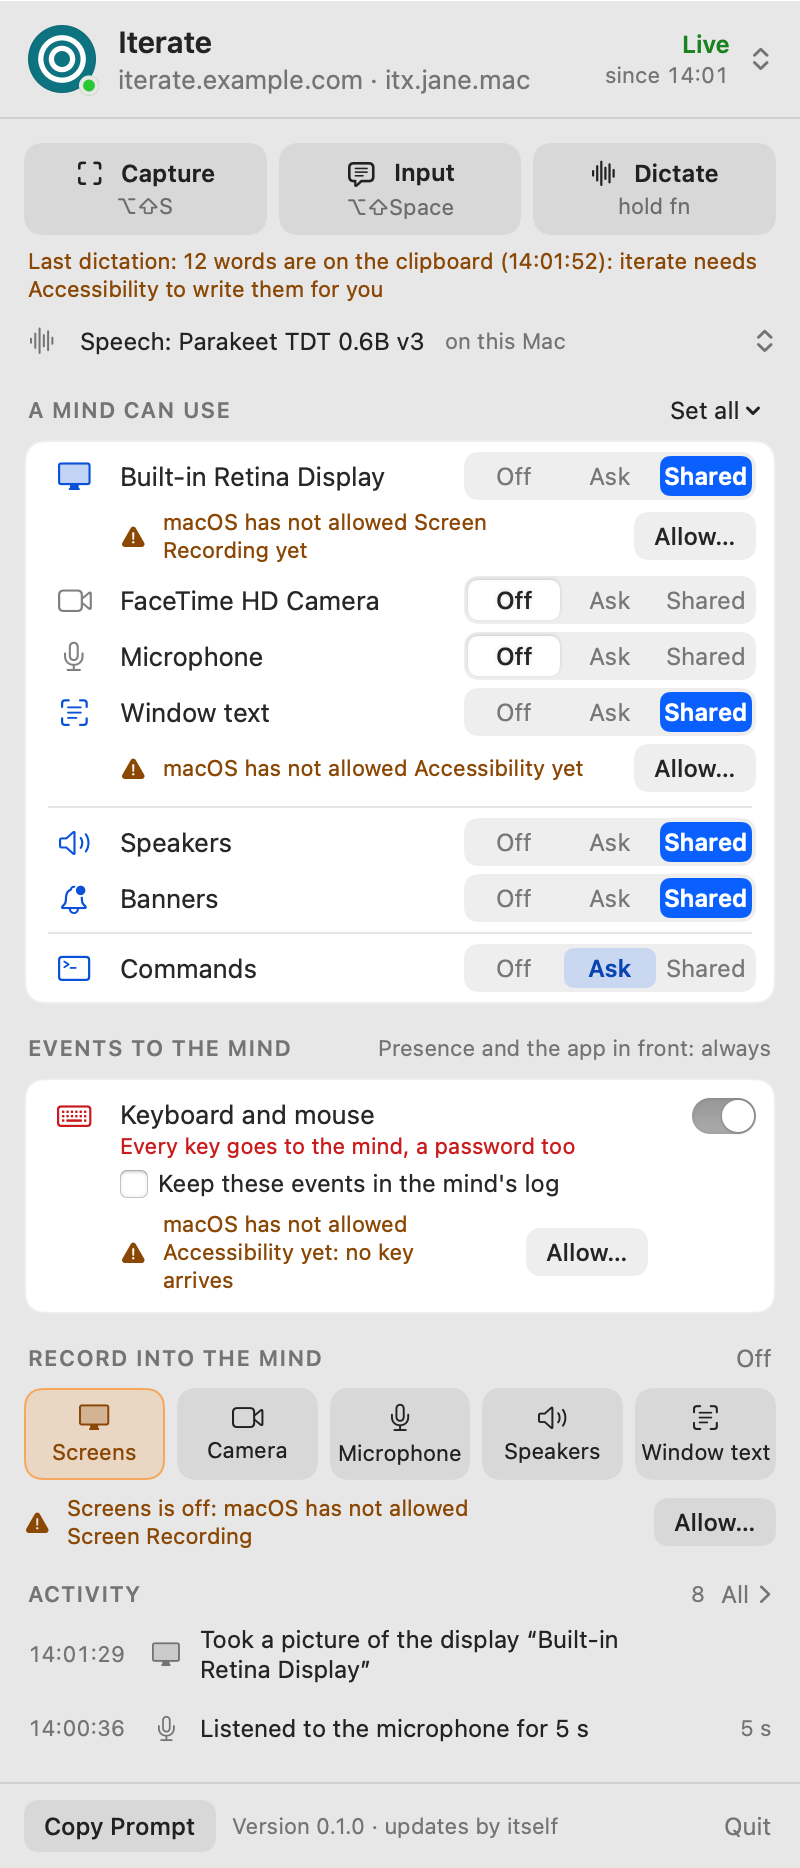 Iterate
iterate.example.com · itx.jane.mac
Live
since 14:01
Capture
⌥⇧S
Input
⌥⇧Space
Dictate
hold fn
Last dictation: 12 words are on the clipboard (14:01:52): iterate needs
Accessibility to write them for you
Speech: Parakeet TDT 0.6B v3 on this Mac
A MIND CAN USE
Set all
Built-in Retina Display
Off Ask Shared
macOS has not allowed Screen
Recording yet
Allow...
FaceTime HD Camera
Off Ask Shared
Microphone
Off Ask Shared
Window text
Off Ask Shared
macOS has not allowed Accessibility yet
Allow...
Speakers
Off Ask Shared
Banners
Off Ask Shared
Commands
Off Ask Shared
EVENTS TO THE MIND
Presence and the app in front: always
Keyboard and mouse
Every key goes to the mind, a password too
Keep these events in the mind's log
macOS has not allowed
Accessibility yet: no key
arrives
Allow...
RECORD INTO THE MIND
Off
Screens
Camera
Microphone
Speakers
Window text
Screens is off: macOS has not allowed
Screen Recording
Allow...
ACTIVITY
8 All
14:01:29
Took a picture of the display “Built-in
Retina Display”
14:00:36
Listened to the microphone for 5 s
5 s
Copy Prompt
Version 0.1.0 · updates by itself
Quit